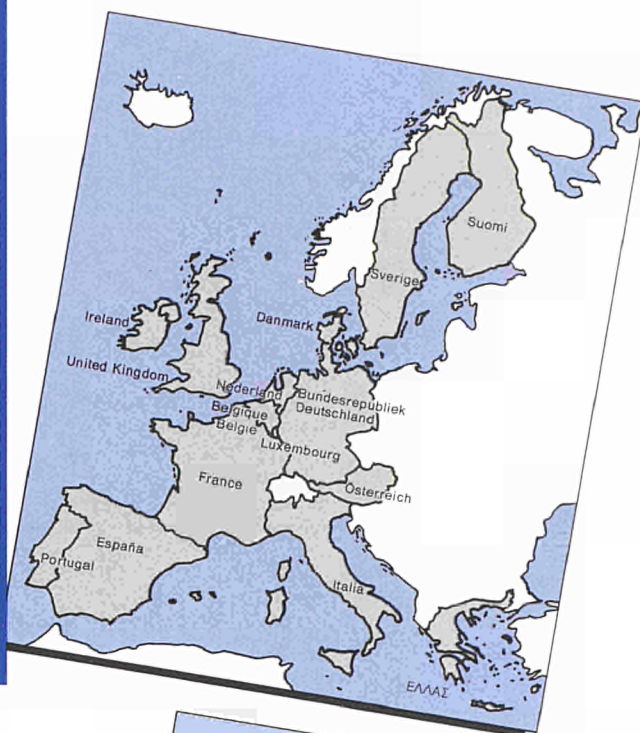 Suomi
Sverige
Ireland
Danmark
United Kingdom
Nederland
Bundesrepubliek
Deutschland
Belgique
België
Luxembourg
France
Österreich
España
Portugal
Italia
ΕΛΛΑΣ